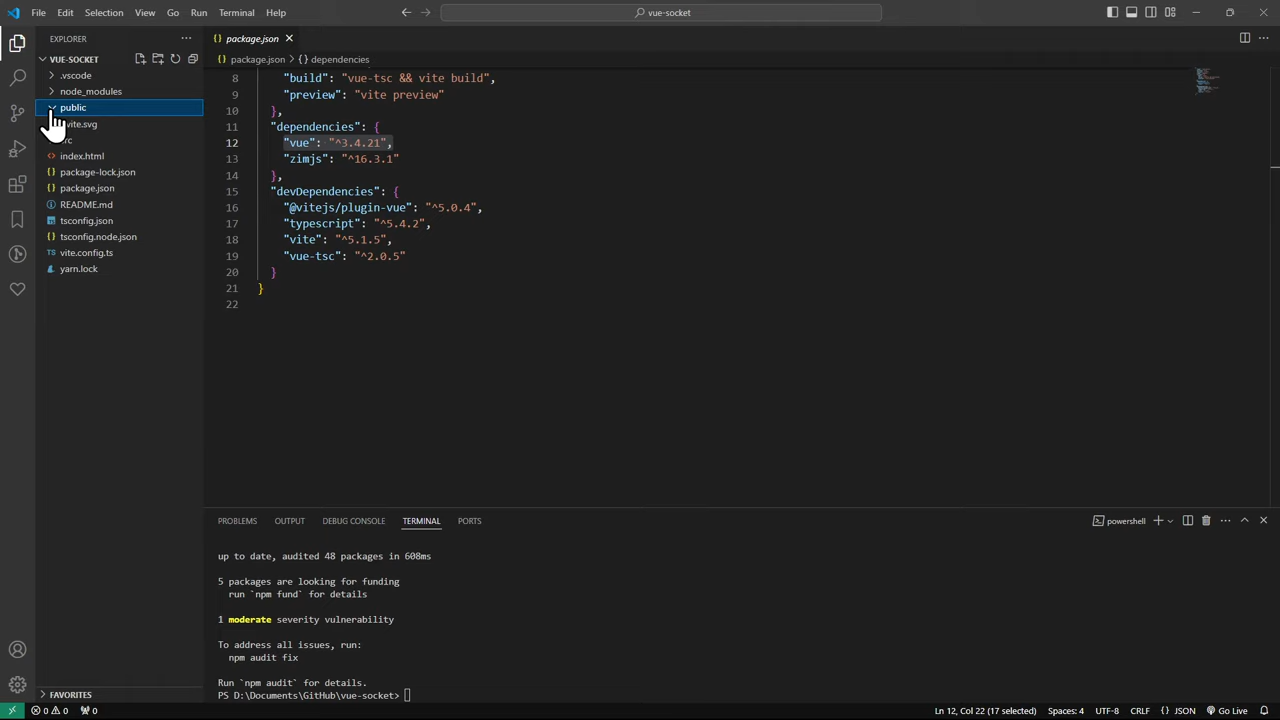 File Edit Selection View Go Run Terminal Help
vue-socket
EXPLORER
package.json
VUE-SOCKET
package.json > {} dependencies
.vscode
node_modules
public
vite.svg
index.html
package-lock.json
package.json
README.md
tsconfig.json
tsconfig.node.json
TS vite.config.ts
yarn.lock
8 "build": "vue-tsc && vite build",
9 "preview": "vite preview"
10 },
11 "dependencies": {
12 "vue": "^3.4.21",
13 "zimjs": "^16.3.1"
14 },
15 "devDependencies": {
16 "@vitejs/plugin-vue": "^5.0.4",
17 "typescript": "^5.4.2",
18 "vite": "^5.1.5",
19 "vue-tsc": "^2.0.5"
20 }
21 }
22
PROBLEMS OUTPUT DEBUG CONSOLE TERMINAL PORTS
powershell
up to date, audited 48 packages in 608ms
5 packages are looking for funding
run `npm fund` for details
1 moderate severity vulnerability
To address all issues, run:
npm audit fix
Run `npm audit` for details.
PS D:\Documents\GitHub\vue-socket>
FAVORITES
0 0 0
Ln 12, Col 22 (17 selected) Spaces: 4 UTF-8 CRLF {} JSON Go Live